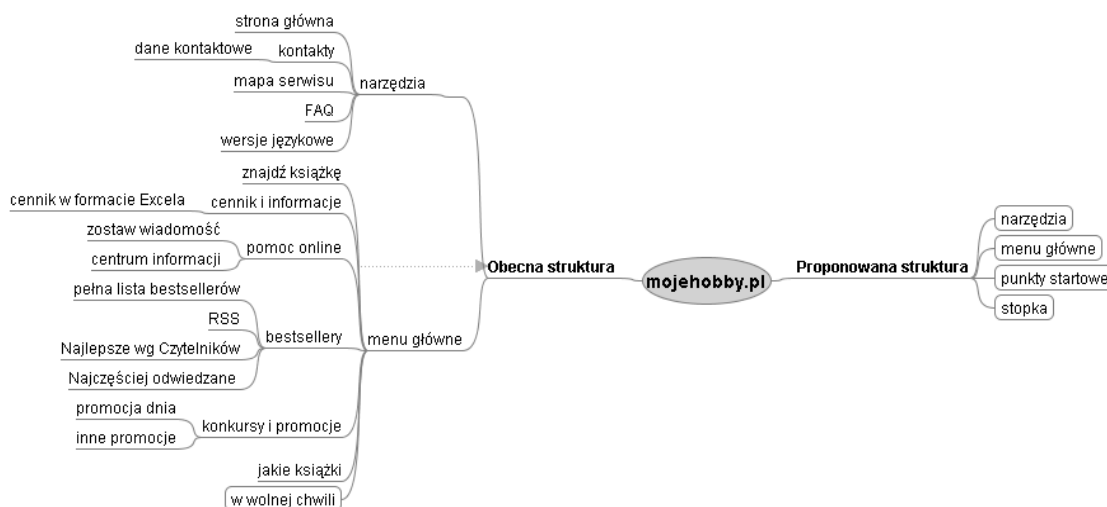 strona główna
dane kontaktowe
kontakty
mapa serwisu
narzędzia
FAQ
wersje językowe
znajdź książkę
cennik w formacie Excela
cennik i informacje
zostaw wiadomość
pomoc online
centrum informacji
pełna lista bestsellerów
RSS
bestsellery
Najlepsze wg Czytelników
Najczęściej odwiedzane
menu główne
promocja dnia
konkursy i promocje
inne promocje
jakie książki
w wolnej chwili
Obecna struktura
mojehobby.pl
Proponowana struktura
narzędzia
menu główne
punkty startowe
stopka